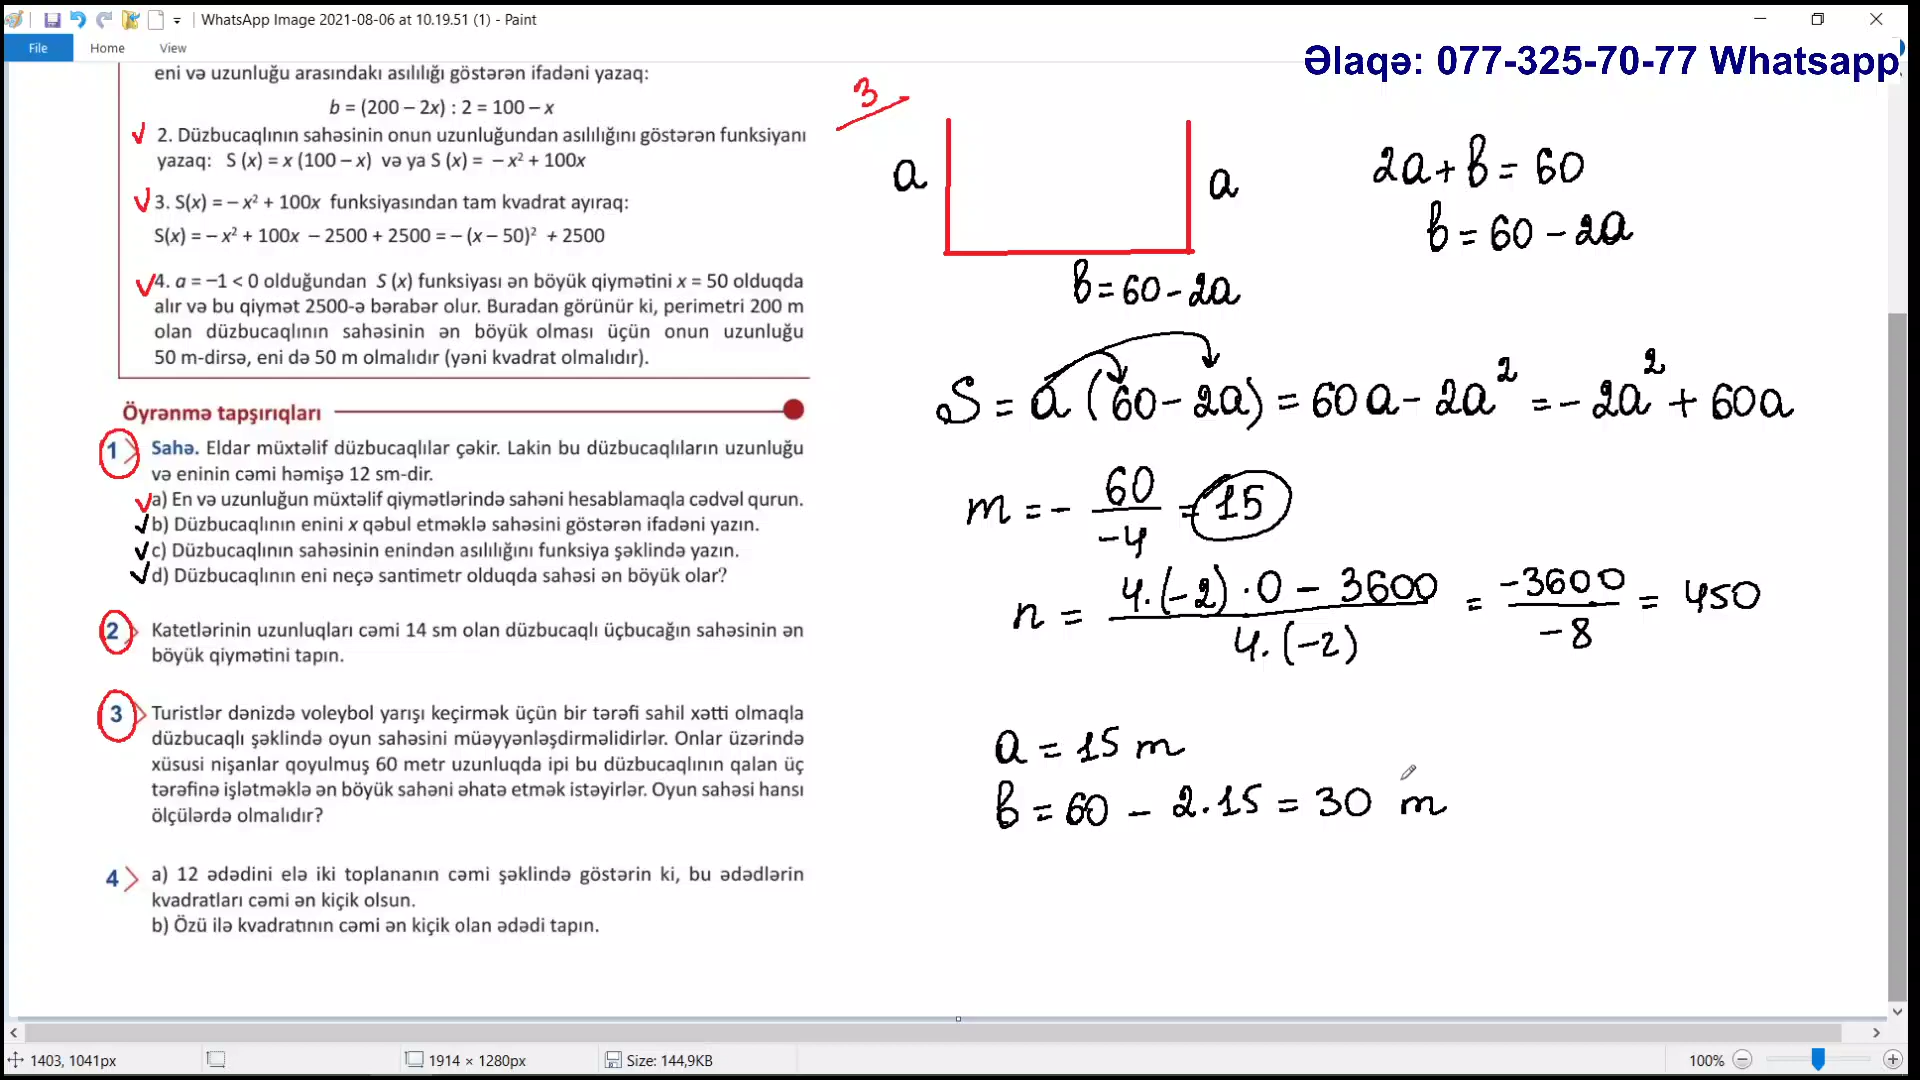 WhatsApp Image 2021-08-06 at 10.19.51 (1) - Paint
File Home View
Əlaqə: 077-325-70-77 Whatsapp
eni və uzunluğu arasındakı asılılığı göstərən ifadəni yazaq:
b = (200 – 2x) : 2 = 100 – x
2. Düzbucaqlının sahəsinin onun uzunluğundan asılılığını göstərən funksiyanı
yazaq: S (x) = x (100 – x) və ya S (x) = – x² + 100x
3. S(x) = – x² + 100x funksiyasından tam kvadrat ayıraq:
S(x) = – x² + 100x – 2500 + 2500 = – (x – 50)² + 2500
4. a = –1 < 0 olduğundan S (x) funksiyası ən böyük qiymətini x = 50 olduqda
alır və bu qiymət 2500-ə bərabər olur. Buradan görünür ki, perimetri 200 m
olan düzbucaqlının sahəsinin ən böyük olması üçün onun uzunluğu
50 m-dirsə, eni də 50 m olmalıdır (yəni kvadrat olmalıdır).
Öyrənmə tapşırıqları
1 Sahə. Eldar müxtəlif düzbucaqlılar çəkir. Lakin bu düzbucaqlıların uzunluğu
və eninin cəmi həmişə 12 sm-dir.
a) En və uzunluğun müxtəlif qiymətlərində sahəni hesablamaqla cədvəl qurun.
b) Düzbucaqlının enini x qəbul etməklə sahəsini göstərən ifadəni yazın.
c) Düzbucaqlının sahəsinin enindən asılılığını funksiya şəklində yazın.
d) Düzbucaqlının eni neçə santimetr olduqda sahəsi ən böyük olar?
2 Katetlərinin uzunluqları cəmi 14 sm olan düzbucaqlı üçbucağın sahəsinin ən
böyük qiymətini tapın.
3 Turistlər dənizdə voleybol yarışı keçirmək üçün bir tərəfi sahil xətti olmaqla
düzbucaqlı şəklində oyun sahəsini müəyyənləşdirməlidirlər. Onlar üzərində
xüsusi nişanlar qoyulmuş 60 metr uzunluqda ipi bu düzbucaqlının qalan üç
tərəfinə işlətməklə ən böyük sahəni əhatə etmək istəyirlər. Oyun sahəsi hansı
ölçülərdə olmalıdır?
4 a) 12 ədədini elə iki toplananın cəmi şəklində göstərin ki, bu ədədlərin
kvadratları cəmi ən kiçik olsun.
b) Özü ilə kvadratının cəmi ən kiçik olan ədədi tapın.
3
a a
b = 60 - 2a
2a + b = 60
b = 60 - 2a
S = a (60 - 2a) = 60a - 2a² = - 2a² + 60a
m = - 60/-4 = 15
n = 4·(-2)·0 - 3600 / 4·(-2) = -3600/-8 = 450
a = 15 m
b = 60 - 2·15 = 30 m
1403, 1041px 1914 × 1280px Size: 144,9KB 100%